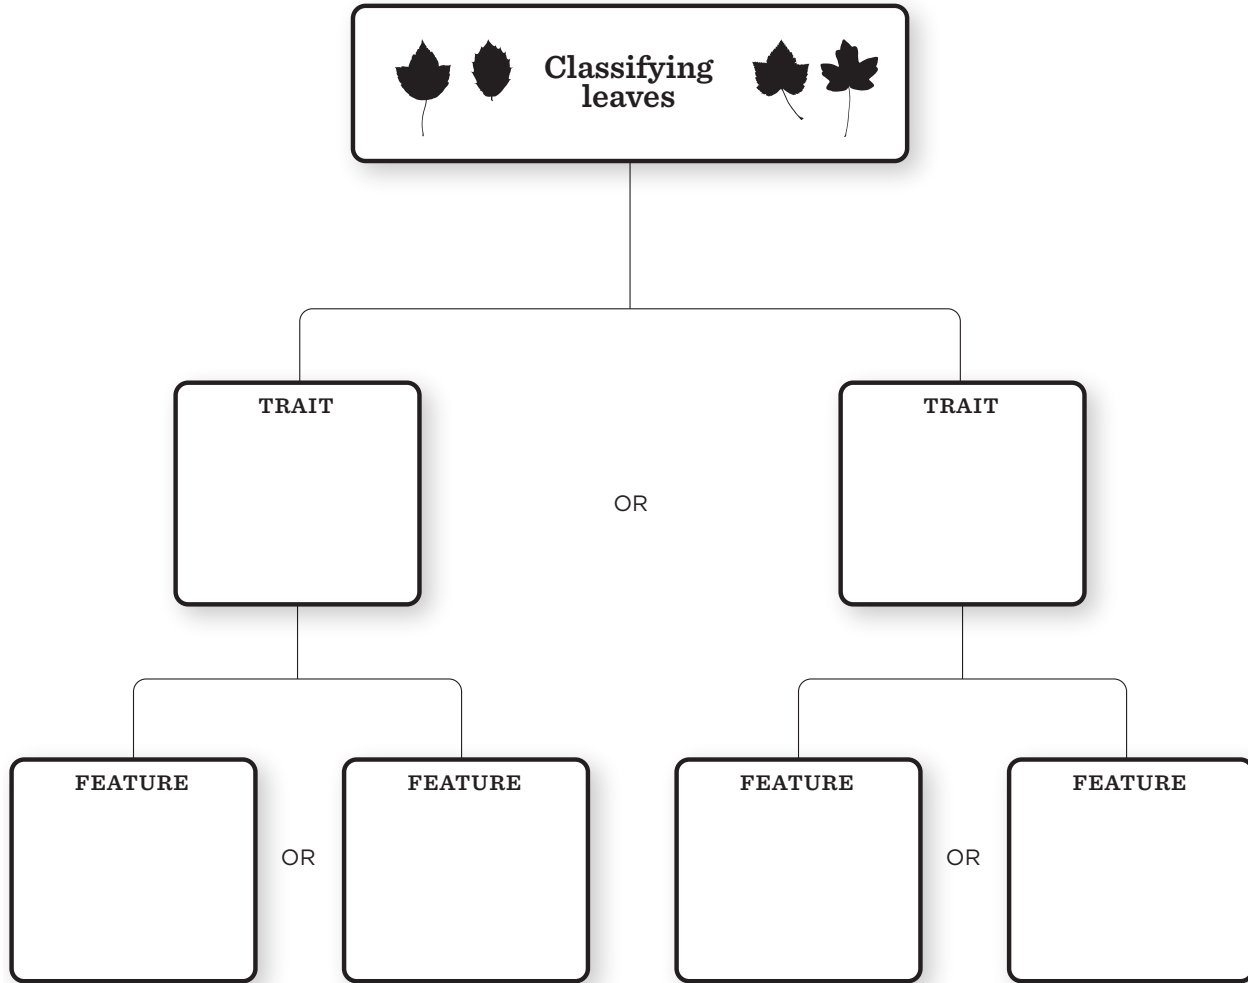 Classifying
leaves
TRAIT
TRAIT
OR
FEATURE
FEATURE
FEATURE
FEATURE
OR
OR